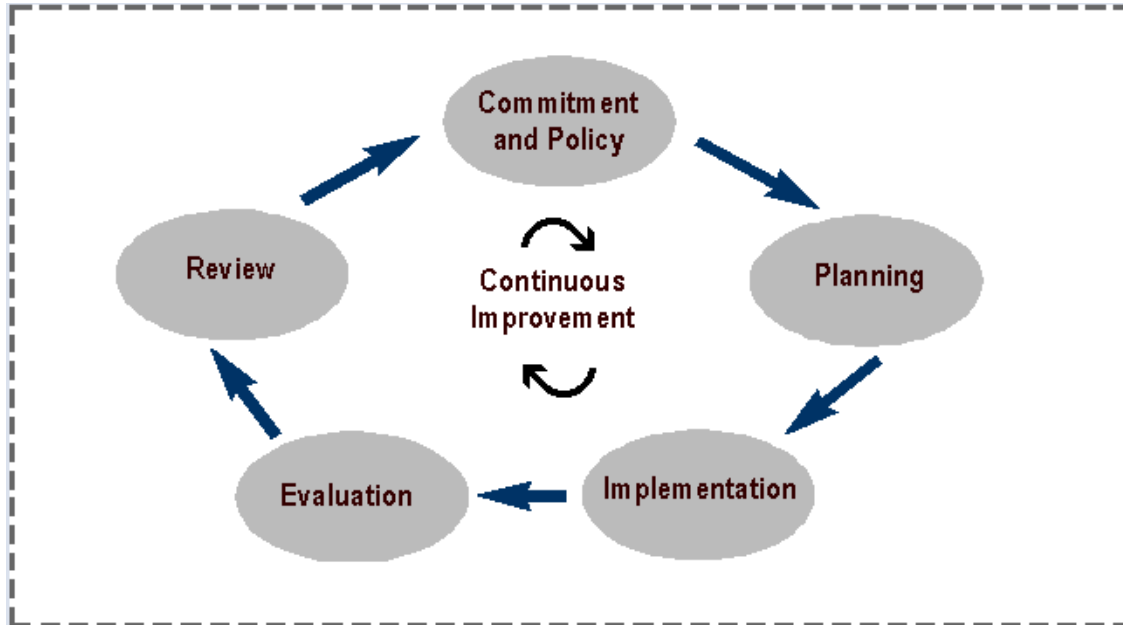 Commitment
and Policy
Review
Planning
Continuous
Improvement
Evaluation
Implementation